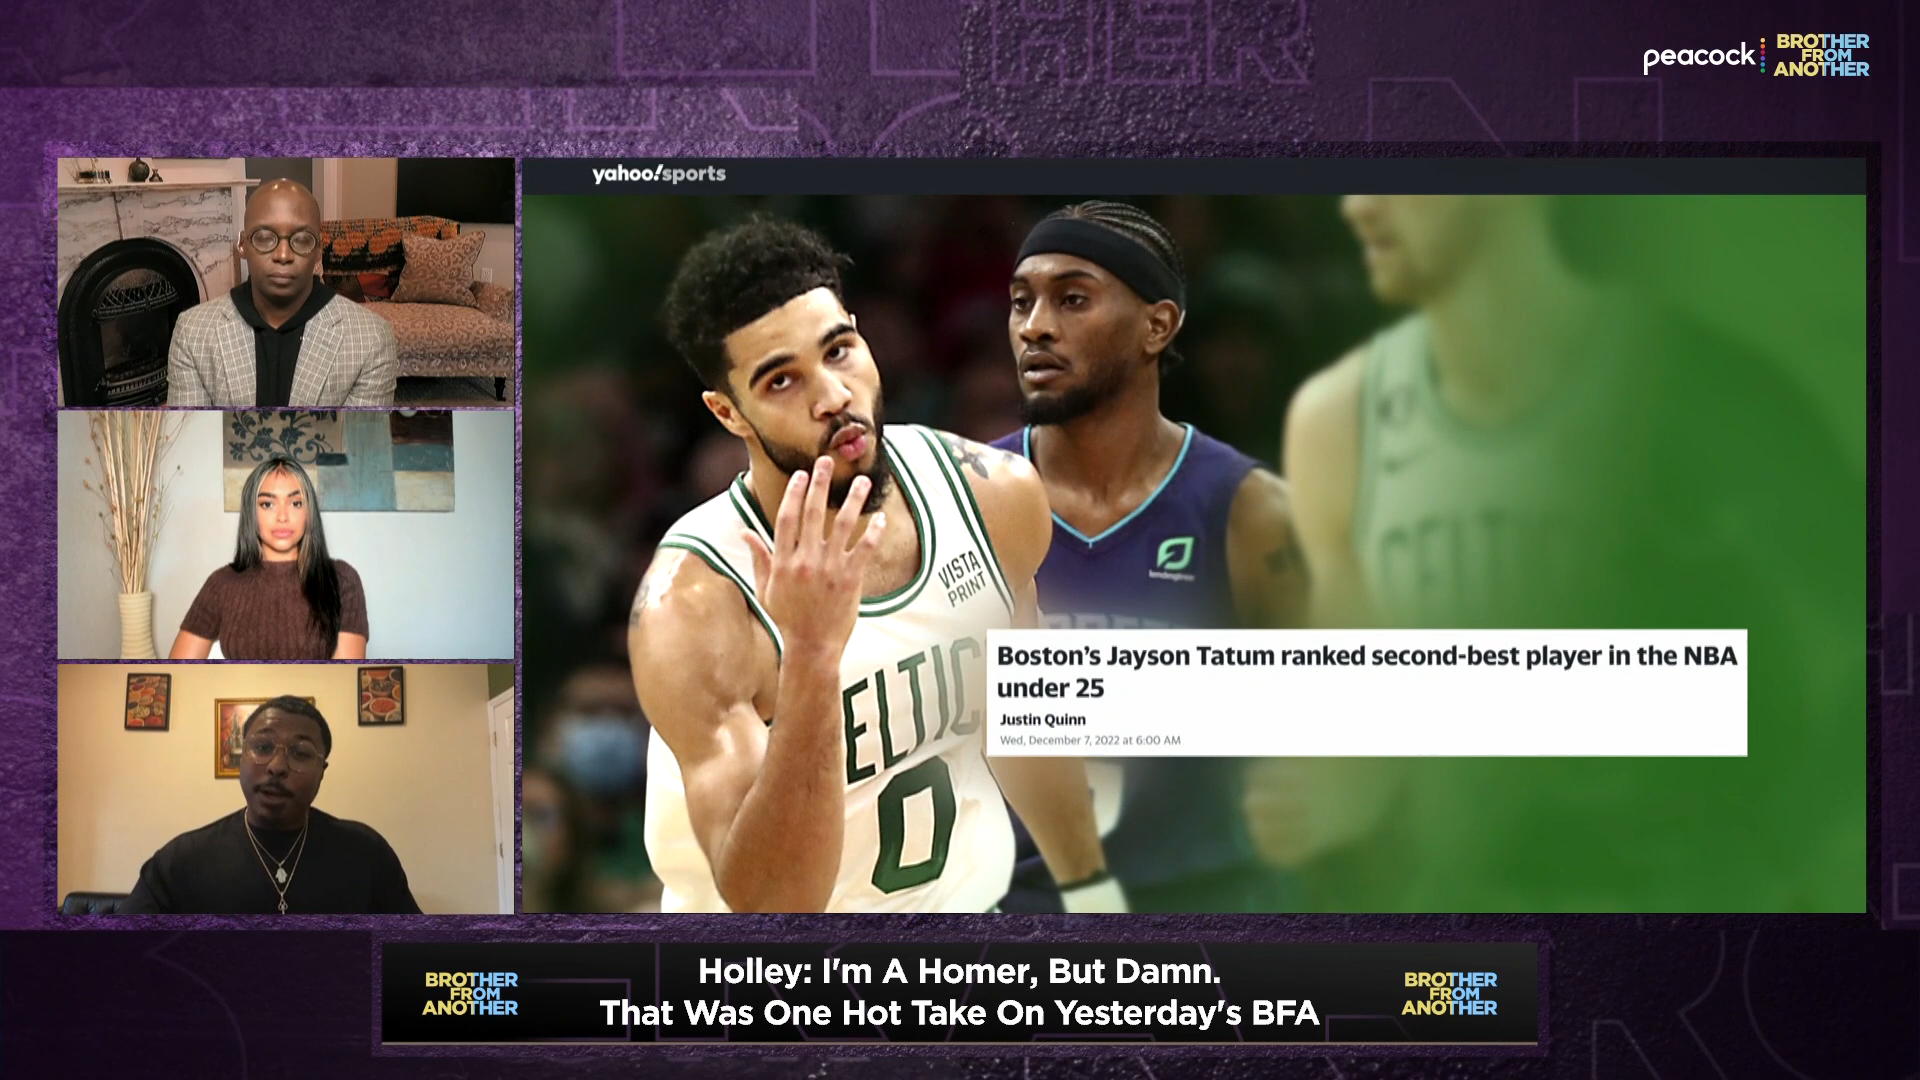 peacock
BROTHER
FROM
ANOTHER
yahoo!sports
VISTA
PRINT
lendingtree
CELTIC
ELTIC
0
Boston's Jayson Tatum ranked second-best player in the NBA
under 25
Justin Quinn
Wed, December 7, 2022 at 6:00 AM
BROTHER
FROM
ANOTHER
Holley: I'm A Homer, But Damn.
That Was One Hot Take On Yesterday's BFA
BROTHER
FROM
ANOTHER